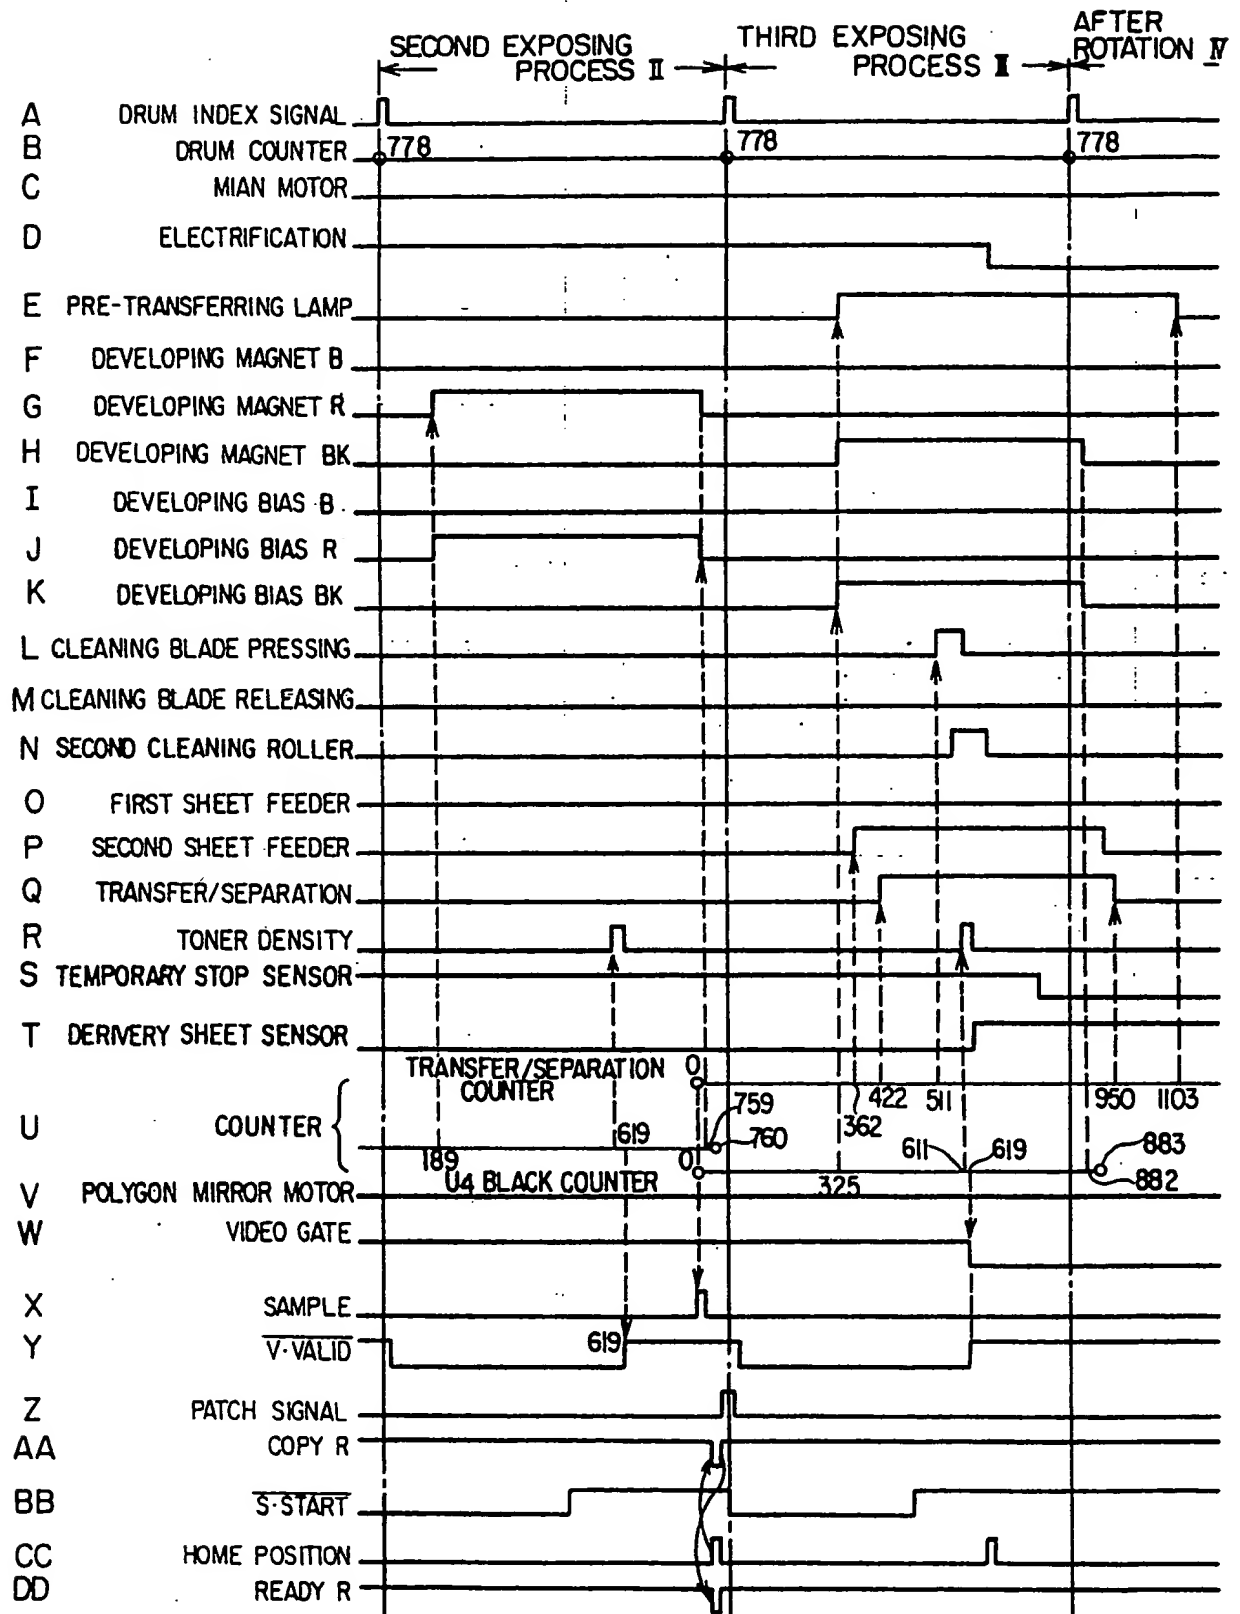 SECOND EXPOSING PROCESS II
THIRD EXPOSING PROCESS III
AFTER ROTATION IV
A DRUM INDEX SIGNAL
B DRUM COUNTER 778 778 778
C MIAN MOTOR
D ELECTRIFICATION
E PRE-TRANSFERRING LAMP
F DEVELOPING MAGNET B
G DEVELOPING MAGNET R
H DEVELOPING MAGNET BK
I DEVELOPING BIAS B
J DEVELOPING BIAS R
K DEVELOPING BIAS BK
L CLEANING BLADE PRESSING
M CLEANING BLADE RELEASING
N SECOND CLEANING ROLLER
O FIRST SHEET FEEDER
P SECOND SHEET FEEDER
Q TRANSFER/SEPARATION
R TONER DENSITY
S TEMPORARY STOP SENSOR
T DERIVERY SHEET SENSOR
TRANSFER/SEPARATION COUNTER 0
422 511 950 1103
759 362
U COUNTER 619 760 611 619 883
189 0 325 882
U4 BLACK COUNTER
V POLYGON MIRROR MOTOR
W VIDEO GATE
X SAMPLE
Y V·VALID 619
Z PATCH SIGNAL
AA COPY R
BB S·START
CC HOME POSITION
DD READY R